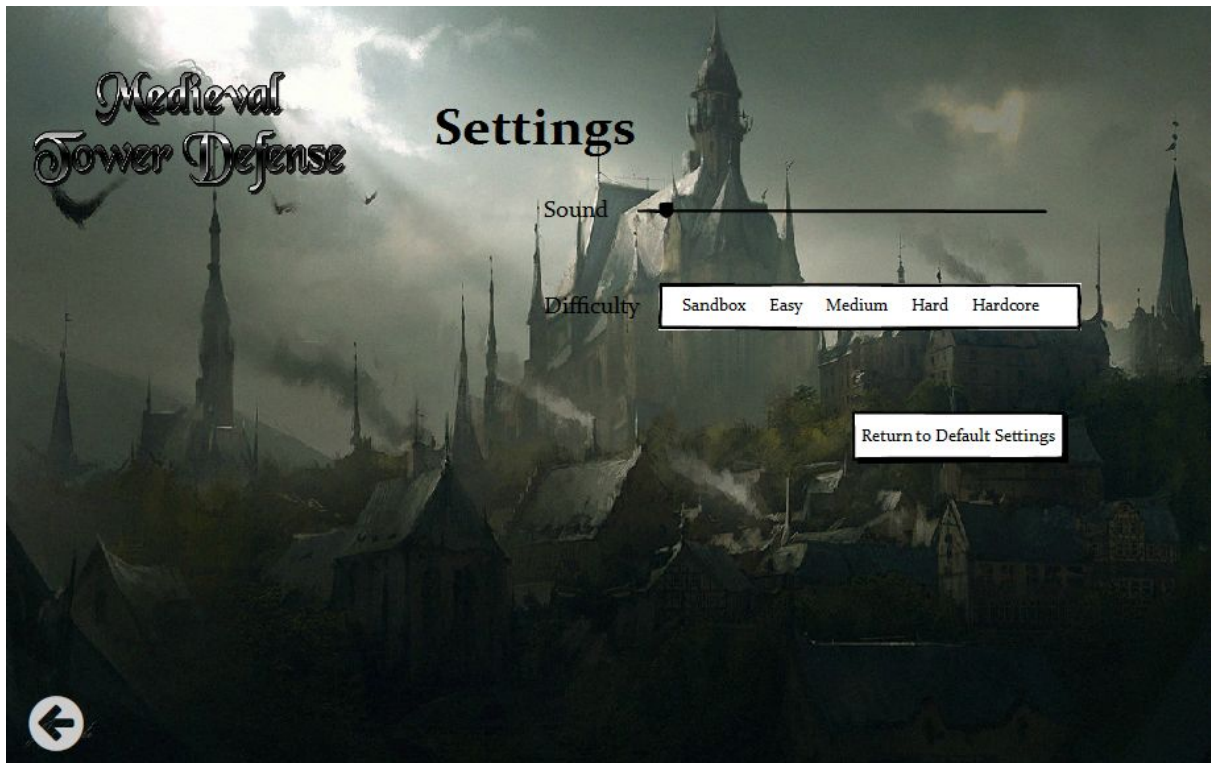 Medieval
Tower Defense
Settings
Sound
Difficulty Sandbox Easy Medium Hard Hardcore
Return to Default Settings